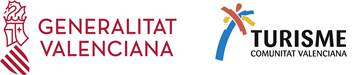 GENERALITAT
VALENCIANA
TURISME
COMUNITAT VALENCIANA